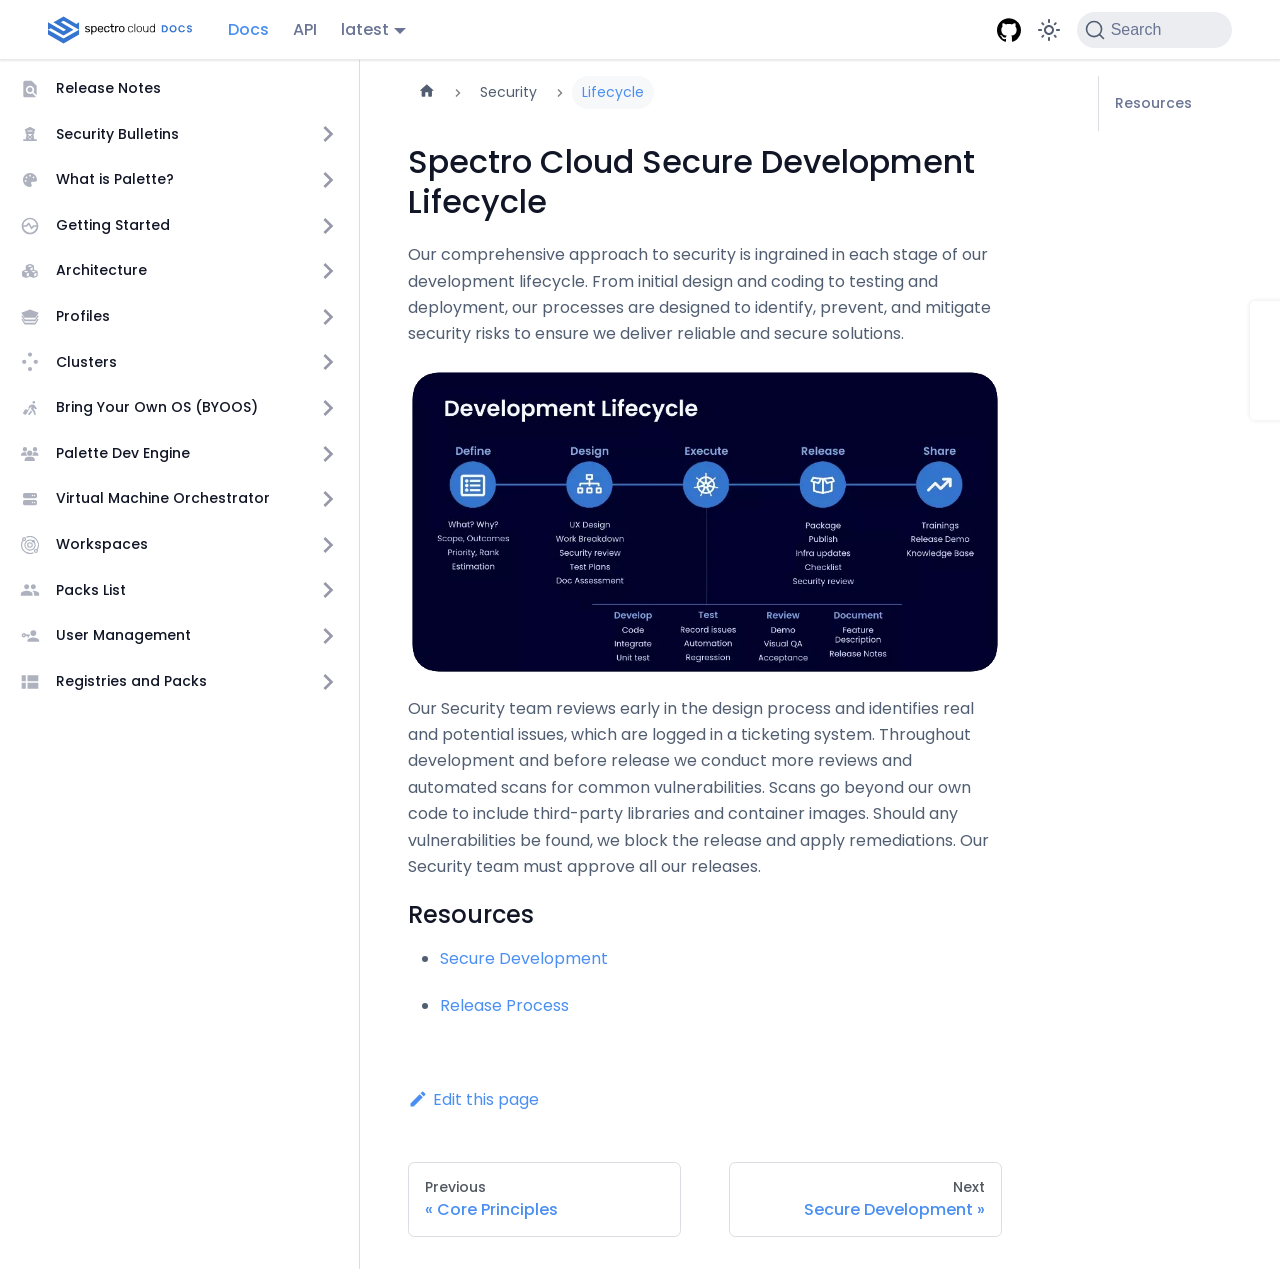 spectro cloud DOCS
Docs
API
latest
Search
Release Notes
Security Bulletins
What is Palette?
Getting Started
Architecture
Profiles
Clusters
Bring Your Own OS (BYOOS)
Palette Dev Engine
Virtual Machine Orchestrator
Workspaces
Packs List
User Management
Registries and Packs
Security
Lifecycle
Spectro Cloud Secure Development
Lifecycle
Our comprehensive approach to security is ingrained in each stage of our
development lifecycle. From initial design and coding to testing and
deployment, our processes are designed to identify, prevent, and mitigate
security risks to ensure we deliver reliable and secure solutions.
Development Lifecycle
Define
What? Why?
Scope, Outcomes
Priority, Rank
Estimation
Design
UX Design
Work Breakdown
Security review
Test Plans
Doc Assessment
Execute
Release
Package
Publish
Infra updates
Checklist
Security review
Share
Trainings
Release Demo
Knowledge Base
Develop
Code
Integrate
Unit test
Test
Record issues
Automation
Regression
Review
Demo
Visual QA
Acceptance
Document
Feature
Description
Release Notes
Our Security team reviews early in the design process and identifies real
and potential issues, which are logged in a ticketing system. Throughout
development and before release we conduct more reviews and
automated scans for common vulnerabilities. Scans go beyond our own
code to include third-party libraries and container images. Should any
vulnerabilities be found, we block the release and apply remediations. Our
Security team must approve all our releases.
Resources
Secure Development
Release Process
Edit this page
Previous
« Core Principles
Next
Secure Development »
Resources